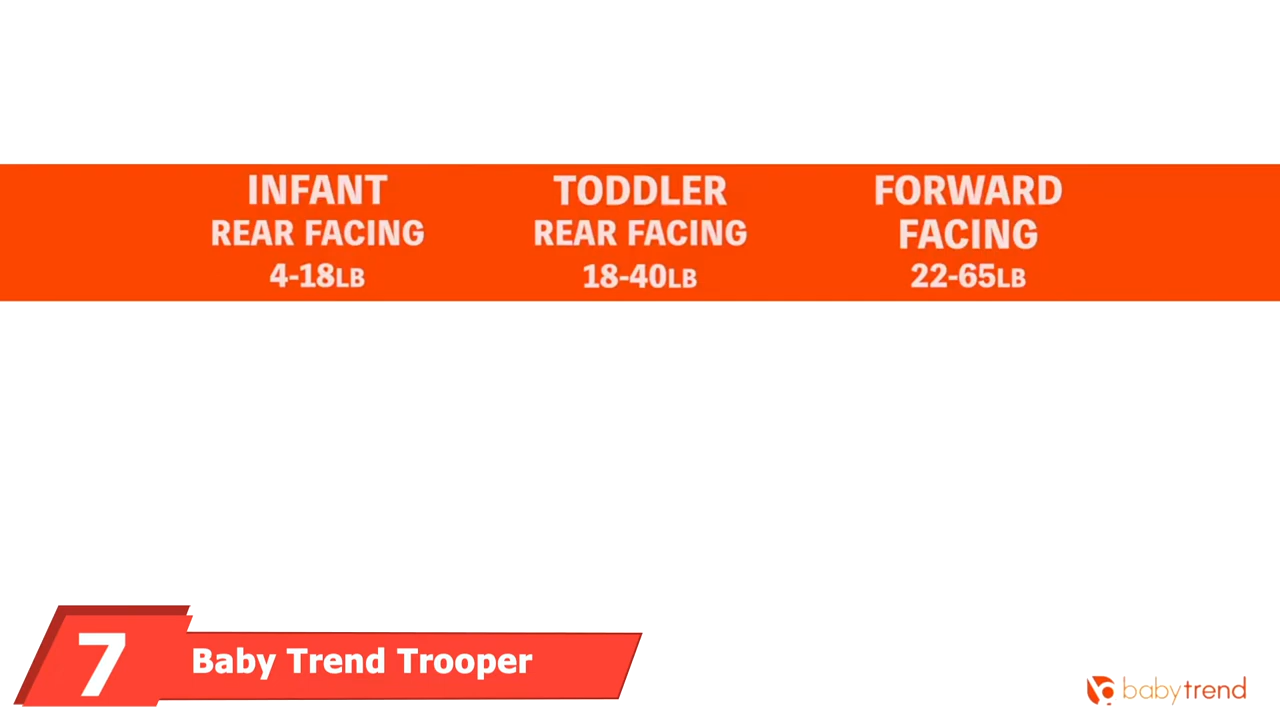 INFANT
REAR FACING
4-18LB
TODDLER
REAR FACING
18-40LB
FORWARD
FACING
22-65LB
7
Baby Trend Trooper
babytrend